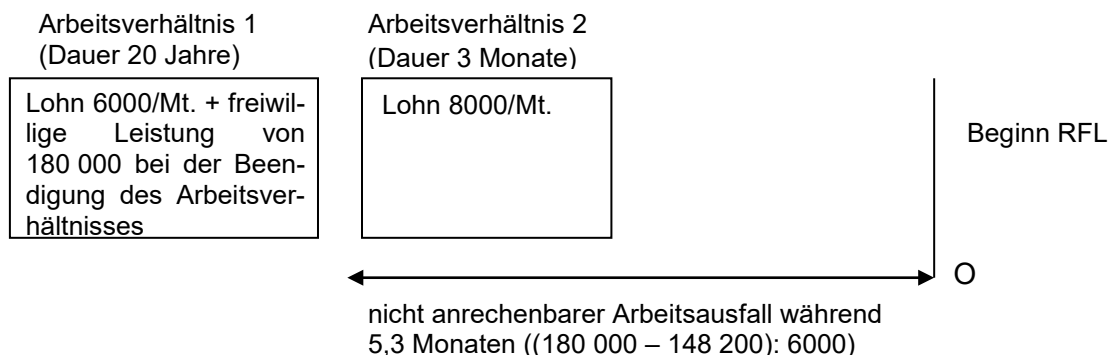 Arbeitsverhältnis 1
(Dauer 20 Jahre)
Arbeitsverhältnis 2
(Dauer 3 Monate)
Lohn 6000/Mt. + freiwil-
lige Leistung von
180 000 bei der Been-
digung des Arbeitsver-
hältnisses
Lohn 8000/Mt.
Beginn RFL
O
nicht anrechenbarer Arbeitsausfall während
5,3 Monaten ((180 000 – 148 200): 6000)